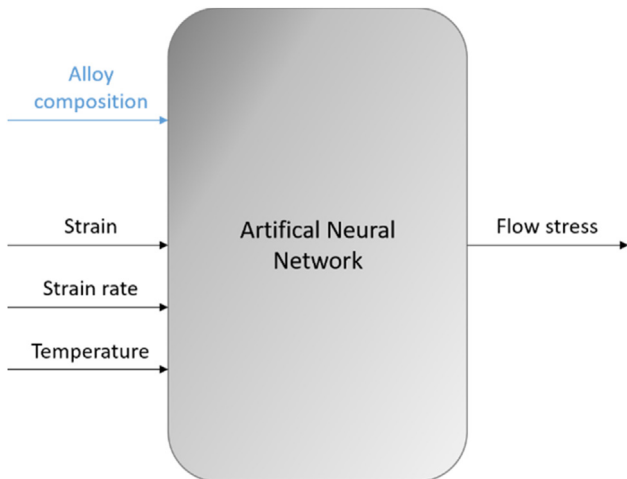 Alloy
composition
Strain
Strain rate
Temperature
Artifical Neural
Network
Flow stress